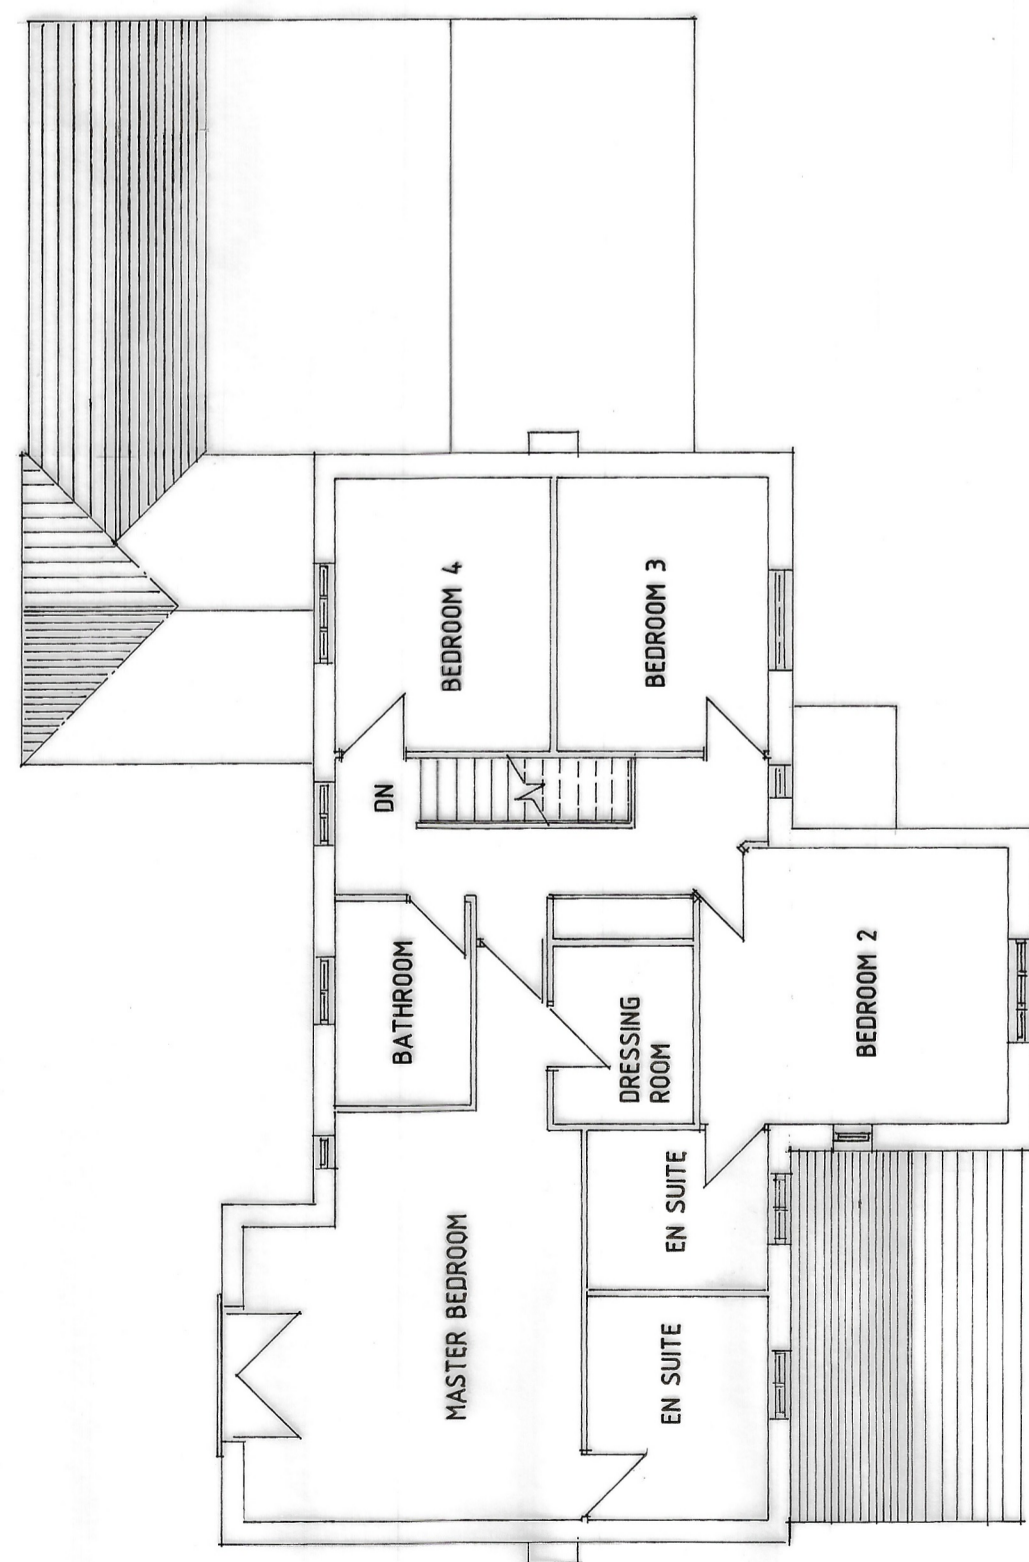 BEDROOM 4
BEDROOM 3
DN
BATHROOM
DRESSING
ROOM
BEDROOM 2
MASTER BEDROOM
EN SUITE
EN SUITE